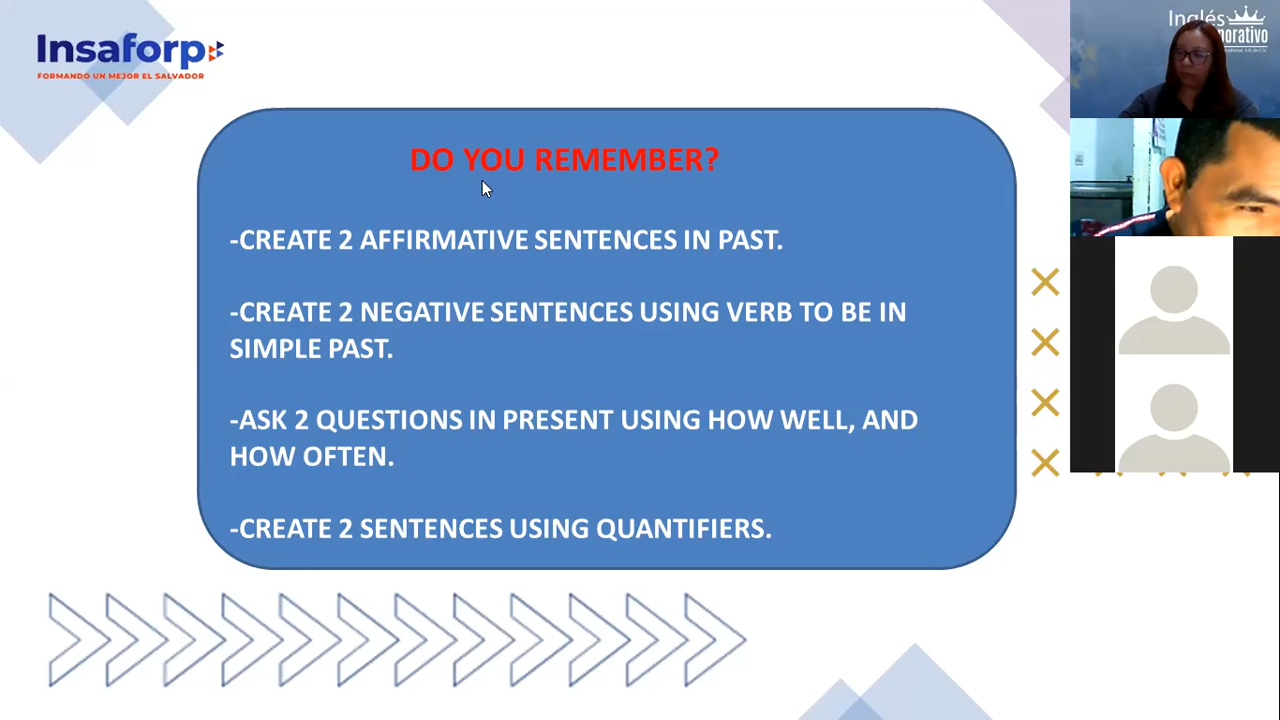 Insaforp
FORMANDO UN MEJOR EL SALVADOR
Inglés
DO YOU REMEMBER?
-CREATE 2 AFFIRMATIVE SENTENCES IN PAST.
-CREATE 2 NEGATIVE SENTENCES USING VERB TO BE IN
SIMPLE PAST.
-ASK 2 QUESTIONS IN PRESENT USING HOW WELL, AND
HOW OFTEN.
-CREATE 2 SENTENCES USING QUANTIFIERS.